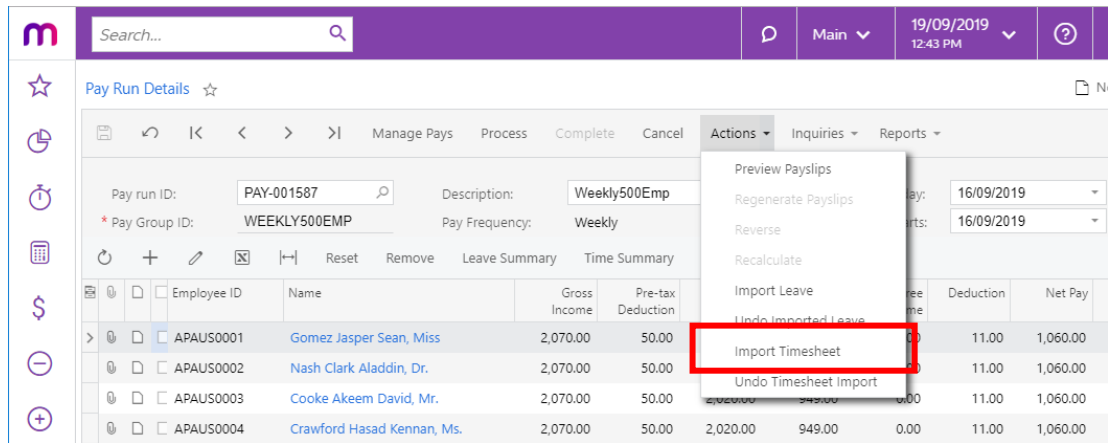 m
Search...
Main
19/09/2019
12:43 PM
?
Pay Run Details
Manage Pays Process Complete Cancel Actions Inquiries Reports
Preview Payslips
Regenerate Payslips
Reverse
Recalculate
Import Leave
Undo Imported Leave
Import Timesheet
Undo Timesheet Import
Pay run ID: PAY-001587 Description: Weekly500Emp 16/09/2019
* Pay Group ID: WEEKLY500EMP Pay Frequency: Weekly 16/09/2019
Reset Remove Leave Summary Time Summary
Employee ID Name Gross Income Pre-tax Deduction Deduction Net Pay
APAUS0001 Gomez Jasper Sean, Miss 2,070.00 50.00 11.00 1,060.00
APAUS0002 Nash Clark Aladdin, Dr. 2,070.00 50.00 11.00 1,060.00
APAUS0003 Cooke Akeem David, Mr. 2,070.00 50.00 2,020.00 949.00 0.00 11.00 1,060.00
APAUS0004 Crawford Hasad Kennan, Ms. 2,070.00 50.00 2,020.00 949.00 0.00 11.00 1,060.00